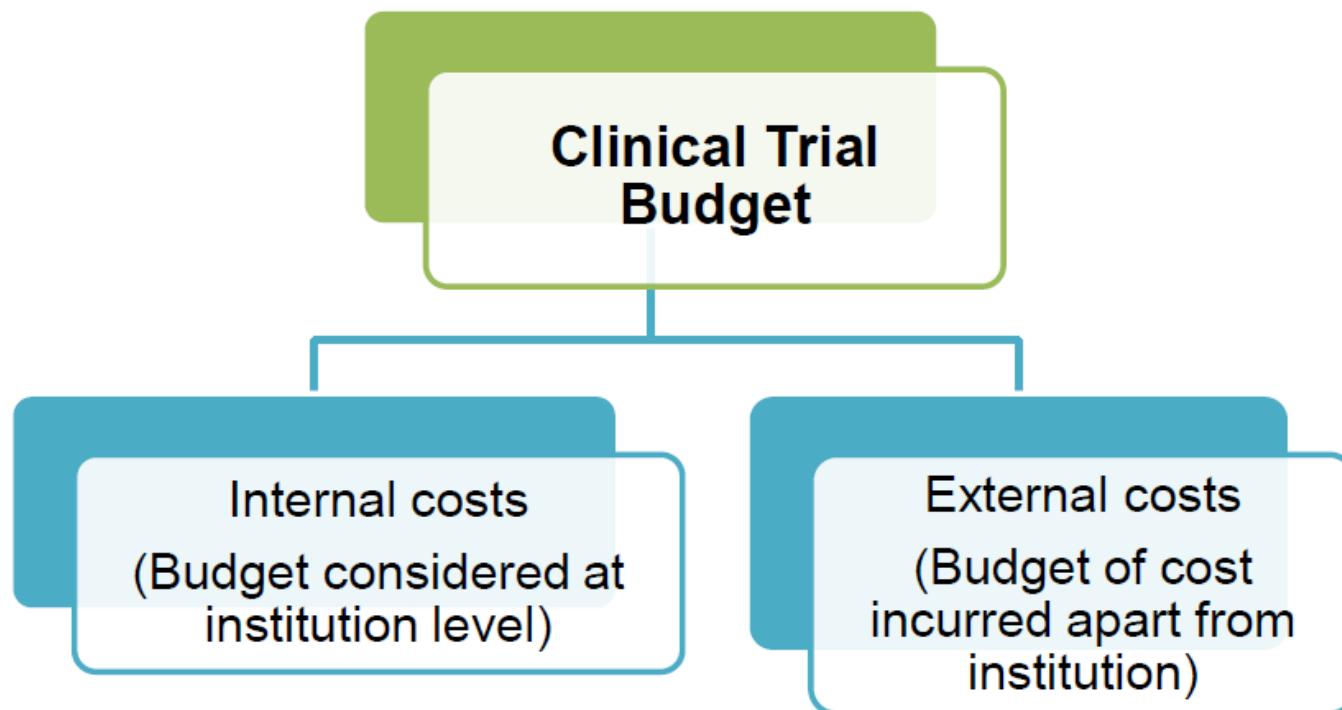 Clinical Trial
Budget
Internal costs
(Budget considered at
institution level)
External costs
(Budget of cost
incurred apart from
institution)